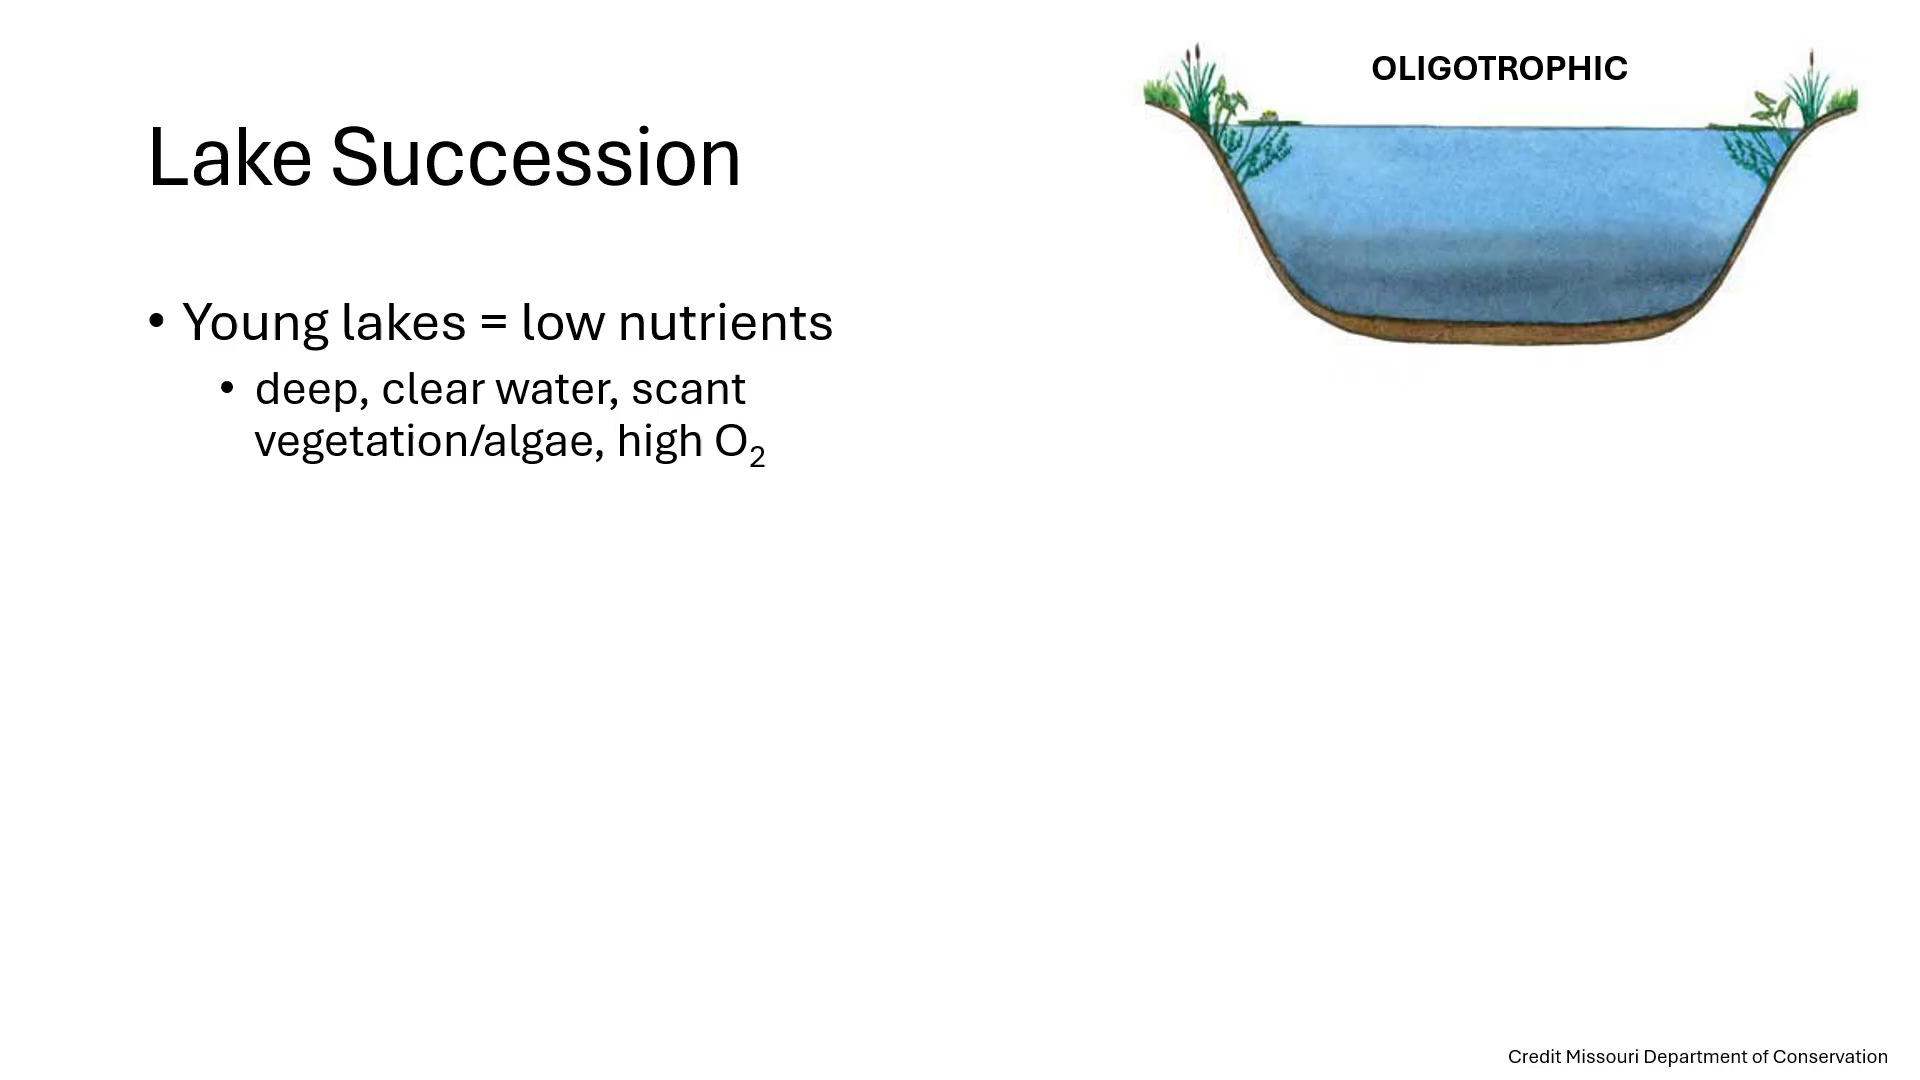 OLIGOTROPHIC
Lake Succession
• Young lakes = low nutrients
• deep, clear water, scant
vegetation/algae, high O₂
Credit Missouri Department of Conservation